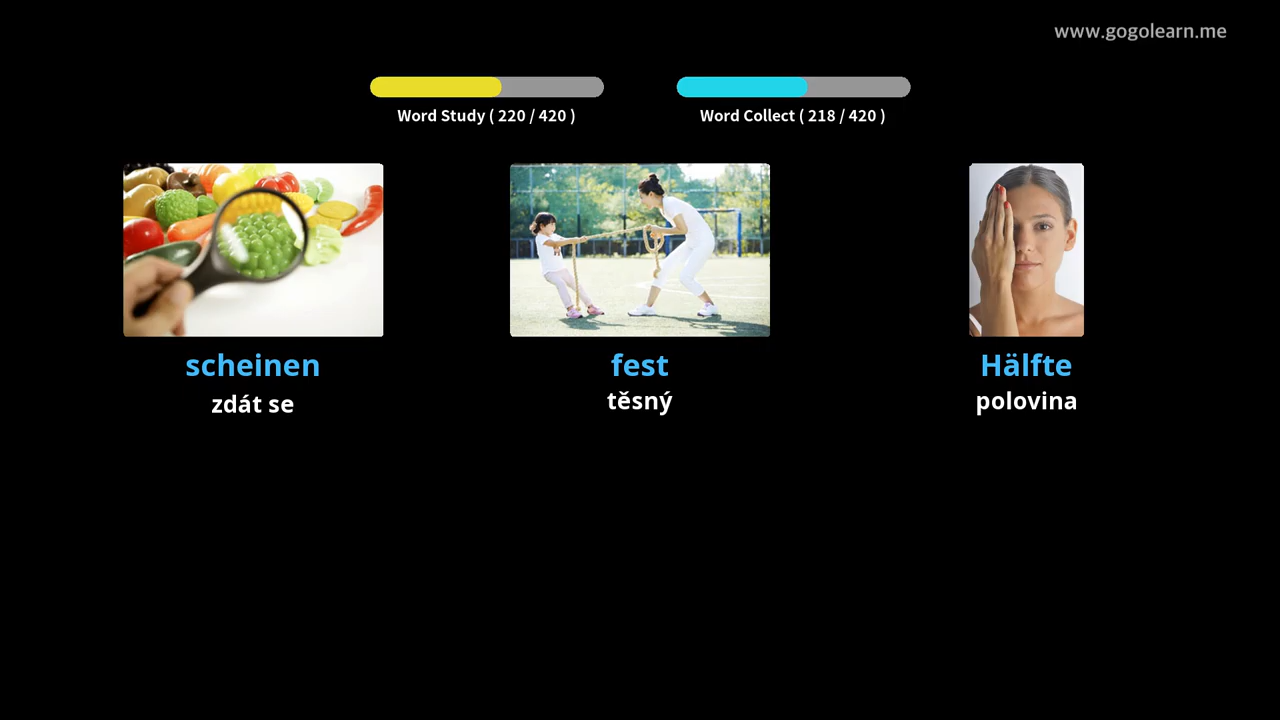 www.gogolearn.me
Word Study ( 220 / 420 )
Word Collect ( 218 / 420 )
scheinen
zdát se
fest
těsný
Hälfte
polovina